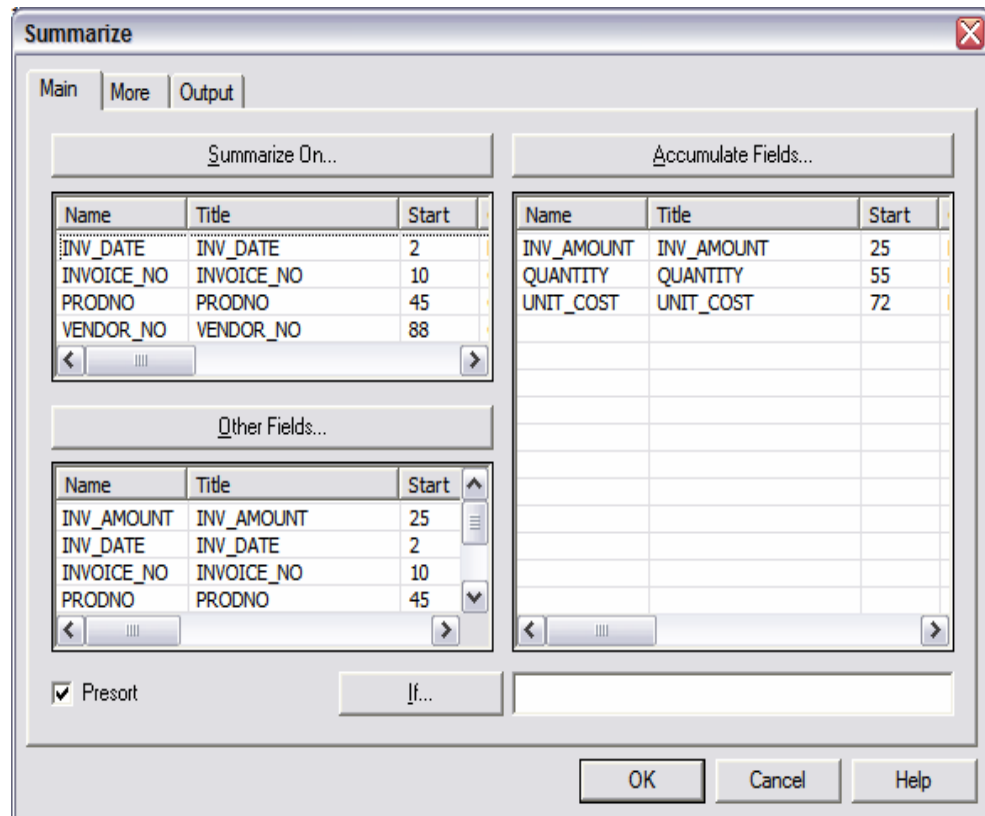 Summarize
Main More Output
Summarize On...
Name Title Start
INV_DATE INV_DATE 2
INVOICE_NO INVOICE_NO 10
PRODNO PRODNO 45
VENDOR_NO VENDOR_NO 88
Other Fields...
Name Title Start
INV_AMOUNT INV_AMOUNT 25
INV_DATE INV_DATE 2
INVOICE_NO INVOICE_NO 10
PRODNO PRODNO 45
Accumulate Fields...
Name Title Start
INV_AMOUNT INV_AMOUNT 25
QUANTITY QUANTITY 55
UNIT_COST UNIT_COST 72
Presort If...
OK Cancel Help